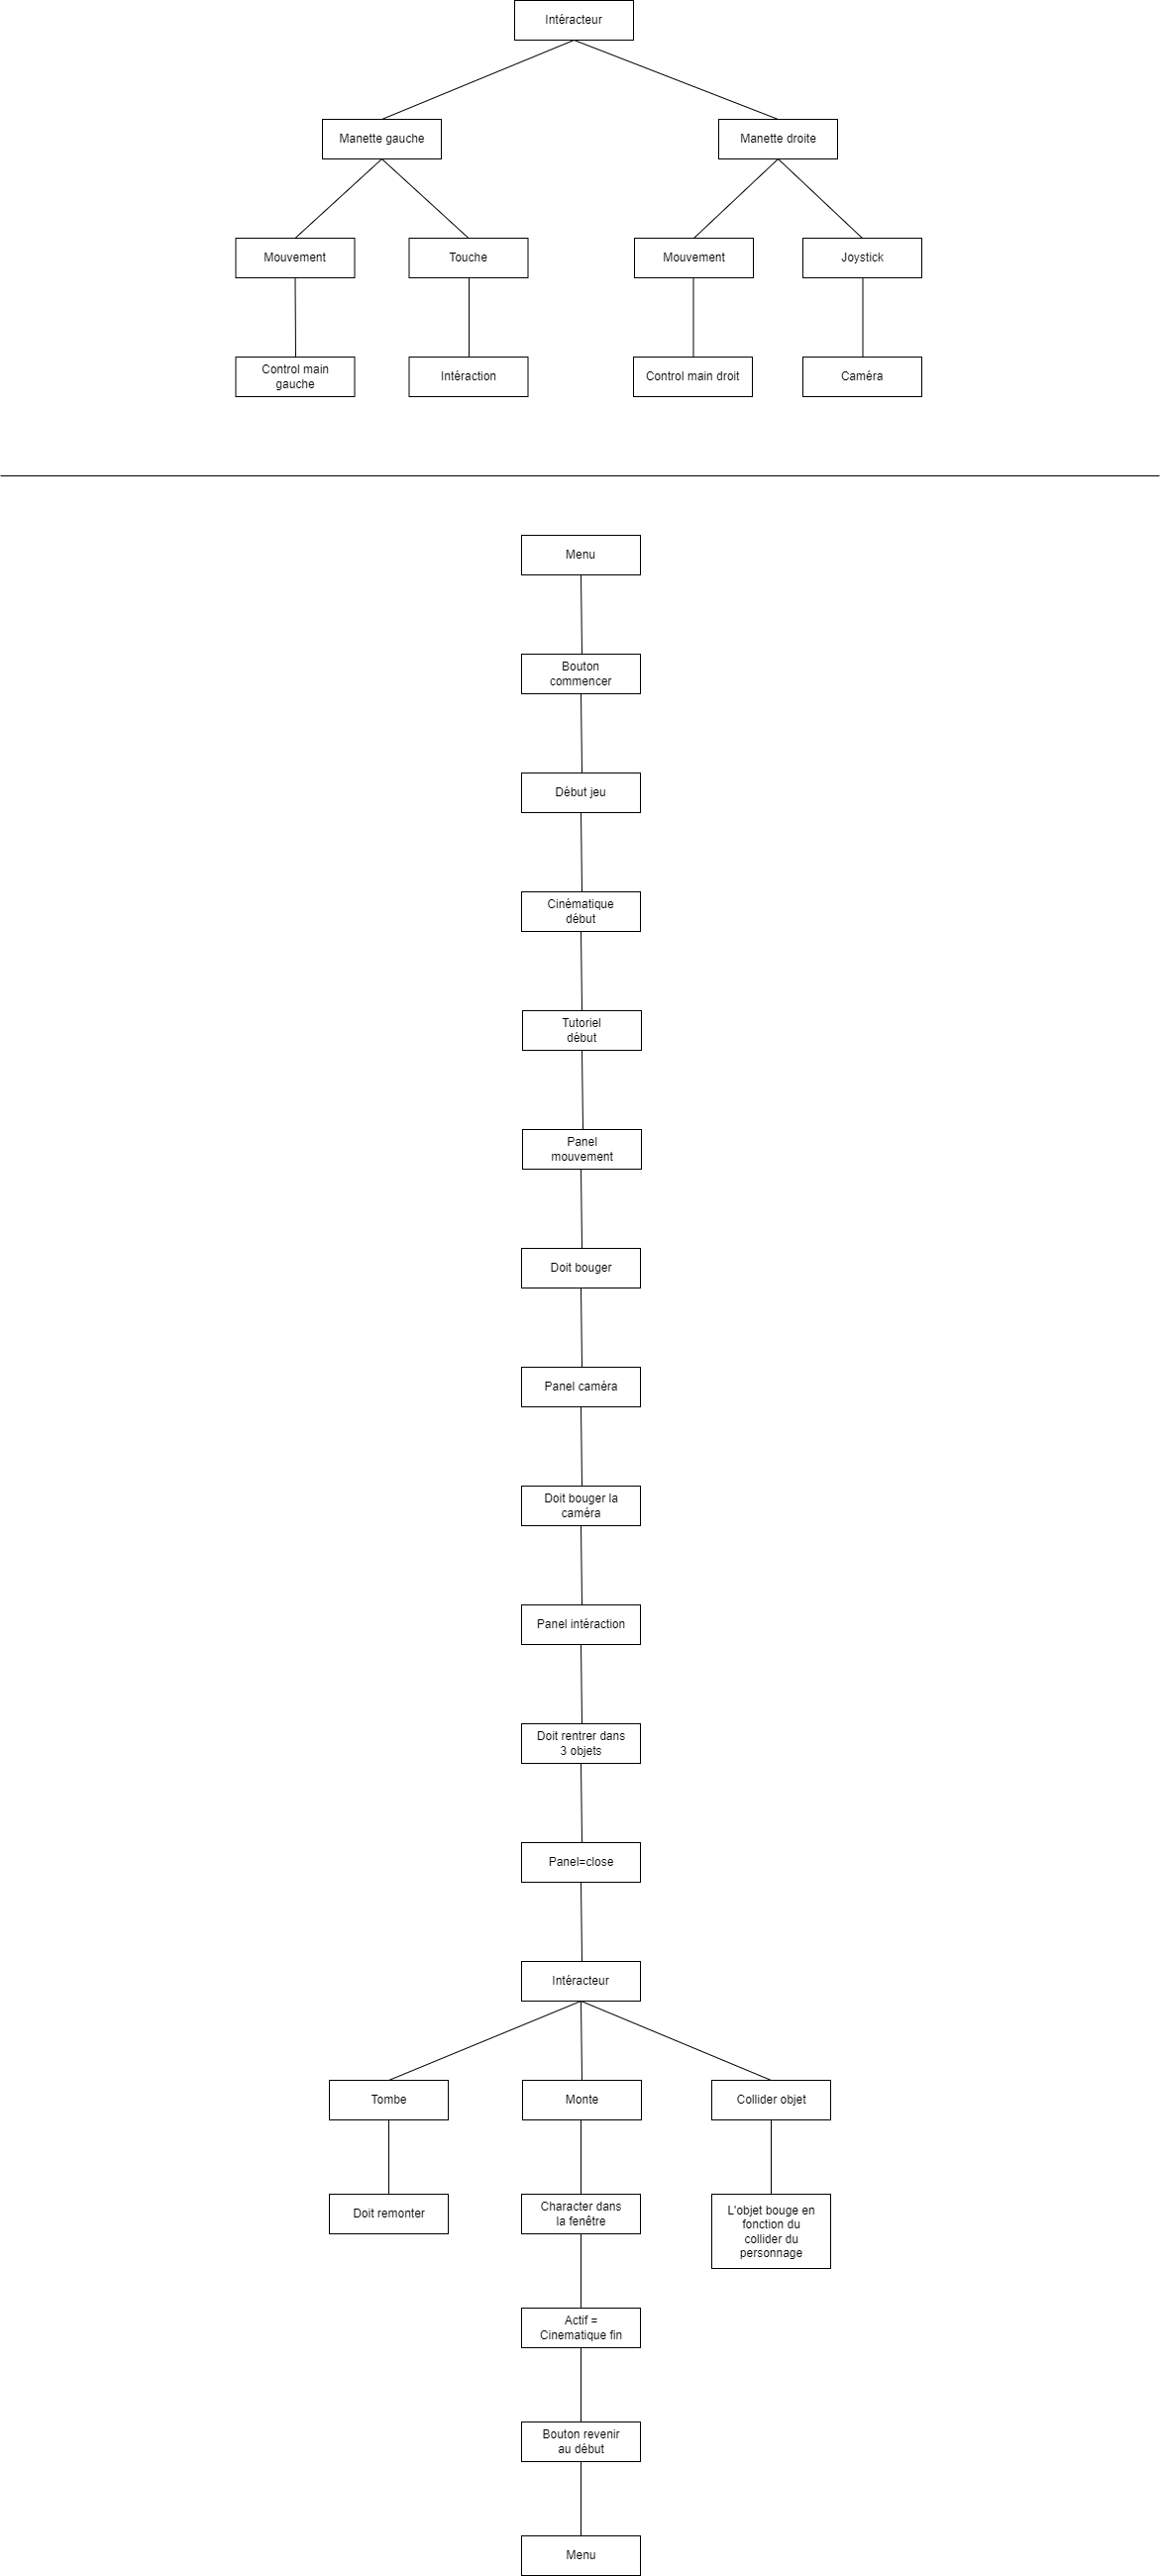 Intéracteur
Manette gauche
Manette droite
Mouvement
Touche
Mouvement
Joystick
Control main
gauche
Intéraction
Control main droit
Caméra
Menu
Bouton
commencer
Début jeu
Cinématique
début
Tutoriel
début
Panel
mouvement
Doit bouger
Panel caméra
Doit bouger la
caméra
Panel intéraction
Doit rentrer dans
3 objets
Panel=close
Intéracteur
Tombe
Monte
Collider objet
Doit remonter
Character dans
la fenêtre
L'objet bouge en
fonction du
collider du
personnage
Actif =
Cinematique fin
Bouton revenir
au début
Menu